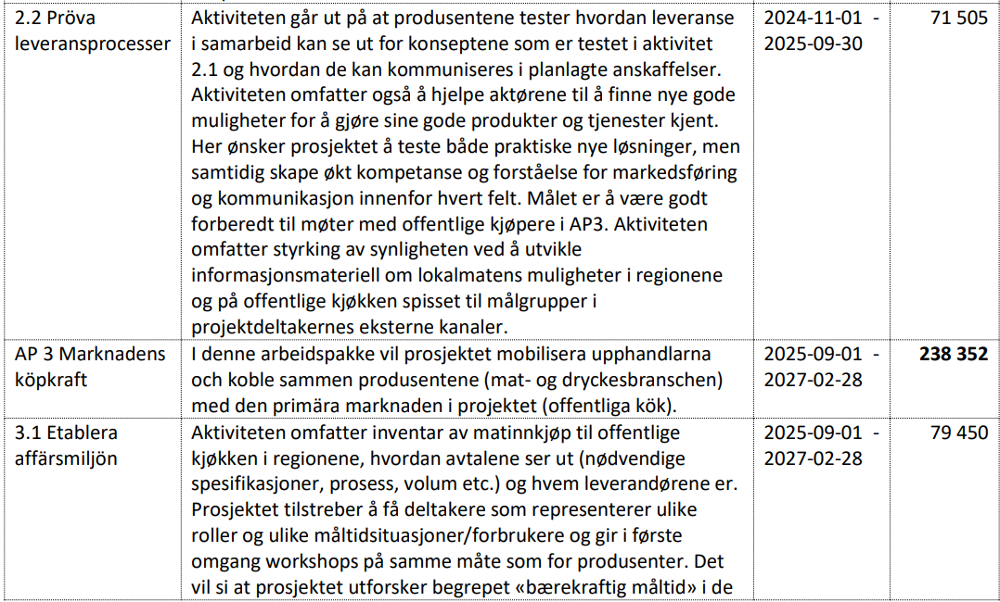 2.2 Pröva
leveransprocesser
Aktiviteten går ut på at produsentene tester hvordan leveranse
i samarbeid kan se ut for konseptene som er testet i aktivitet
2.1 og hvordan de kan kommuniseres i planlagte anskaffelser.
Aktiviteten omfatter også å hjelpe aktørene til å finne nye gode
muligheter for å gjøre sine gode produkter og tjenester kjent.
Her ønsker prosjektet å teste både praktiske nye løsninger, men
samtidig skape økt kompetanse og forståelse for markedsføring
og kommunikasjon innenfor hvert felt. Målet er å være godt
forberedt til møter med offentlige kjøpere i AP3. Aktiviteten
omfatter styrking av synligheten ved å utvikle
informasjonsmateriell om lokalmatens muligheter i regionene
og på offentlige kjøkken spisset til målgrupper i
projektdeltakernes eksterne kanaler.
2024-11-01 -
2025-09-30
71 505
AP 3 Marknadens
köpkraft
I denne arbeidspakke vil prosjektet mobilisera upphandlarna
och koble sammen produsentene (mat- og dryckesbranschen)
med den primära marknaden i projektet (offentliga kök).
2025-09-01 -
2027-02-28
238 352
3.1 Etablera
affärsmiljön
Aktiviteten omfatter inventar av matinnkjøp til offentlige
kjøkken i regionene, hvordan avtalene ser ut (nødvendige
spesifikasjoner, prosess, volum etc.) og hvem leverandørene er.
Prosjektet tilstreber å få deltakere som representerer ulike
roller og ulike måltidsituasjoner/forbrukere og gir i første
omgang workshops på samme måte som for produsenter. Det
vil si at prosjektet utforsker begrepet «bærekraftig måltid» i de
2025-09-01 -
2027-02-28
79 450